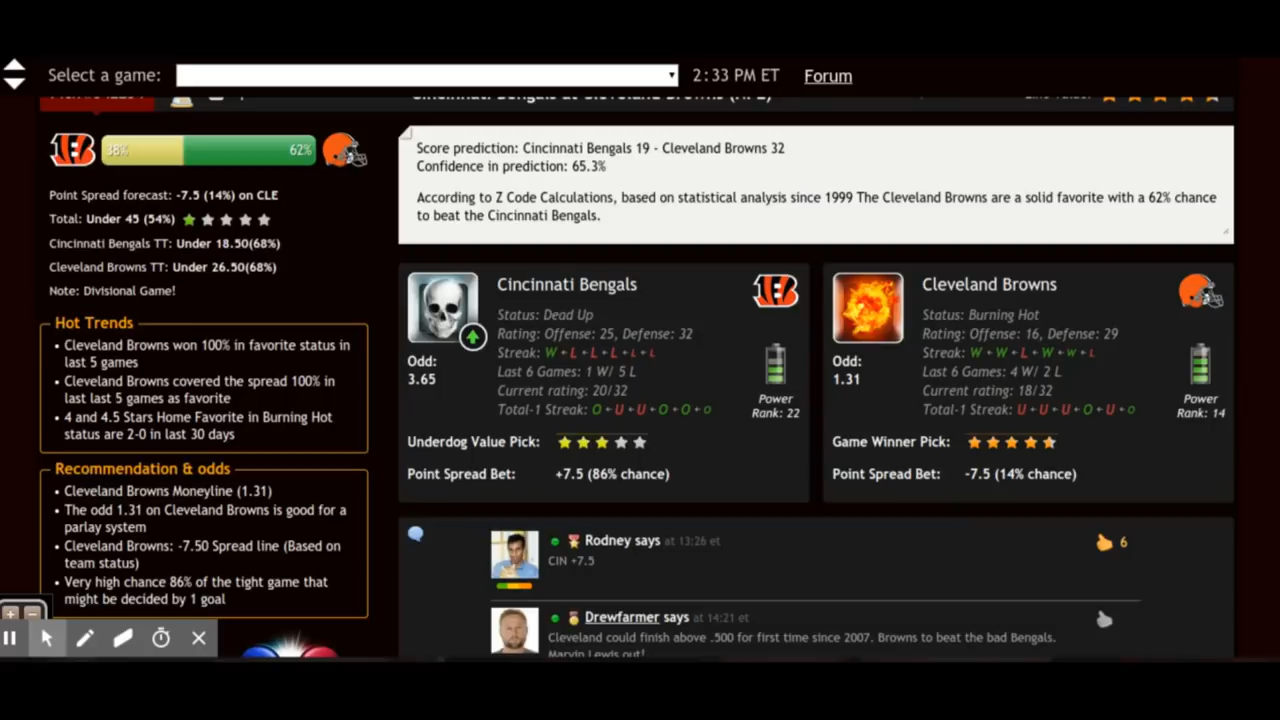 Select a game:
2:33 PM ET
Forum
Cincinnati Bengals at Cleveland Browns (NFL)
38%
62%
Point Spread forecast: -7.5 (14%) on CLE
Total: Under 45 (54%)
Cincinnati Bengals TT: Under 18.50(68%)
Cleveland Browns TT: Under 26.50(68%)
Note: Divisional Game!
Hot Trends
• Cleveland Browns won 100% in favorite status in
last 5 games
• Cleveland Browns covered the spread 100% in
last last 5 games as favorite
• 4 and 4.5 Stars Home Favorite in Burning Hot
status are 2-0 in last 30 days
Recommendation & odds
• Cleveland Browns Moneyline (1.31)
• The odd 1.31 on Cleveland Browns is good for a
parlay system
• Cleveland Browns: -7.50 Spread line (Based on
team status)
• Very high chance 86% of the tight game that
might be decided by 1 goal
Score prediction: Cincinnati Bengals 19 - Cleveland Browns 32
Confidence in prediction: 65.3%
According to Z Code Calculations, based on statistical analysis since 1999 The Cleveland Browns are a solid favorite with a 62% chance
to beat the Cincinnati Bengals.
Cincinnati Bengals
Status: Dead Up
Rating: Offense: 25, Defense: 32
Streak: W - L - L - L - L - L
Last 6 Games: 1 W/ 5 L
Current rating: 20/32
Total-1 Streak: O - U - U - O - O - O
Odd:
3.65
Power
Rank: 22
Underdog Value Pick:
Point Spread Bet: +7.5 (86% chance)
Cleveland Browns
Status: Burning Hot
Rating: Offense: 16, Defense: 29
Streak: W - W - L - W - W - L
Last 6 Games: 4 W/ 2 L
Current rating: 18/32
Total-1 Streak: U - U - U - O - U - O
Odd:
1.31
Power
Rank: 14
Game Winner Pick:
Point Spread Bet: -7.5 (14% chance)
Rodney says at 13:26 et
6
CIN +7.5
Drewfarmer says at 14:21 et
Cleveland could finish above .500 for first time since 2007. Browns to beat the bad Bengals.
Marvin Lewis out!